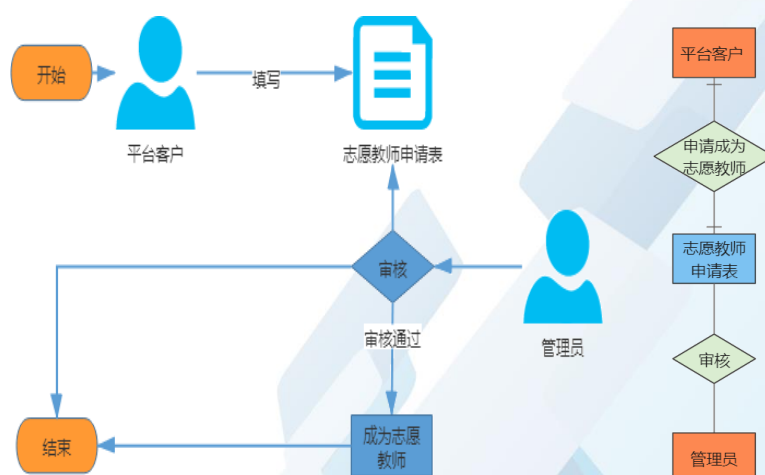 开始
填写
平台客户
志愿教师申请表
审核
审核通过
管理员
结束
成为志愿
教师
平台客户
申请成为
志愿教师
志愿教师
申请表
审核
管理员